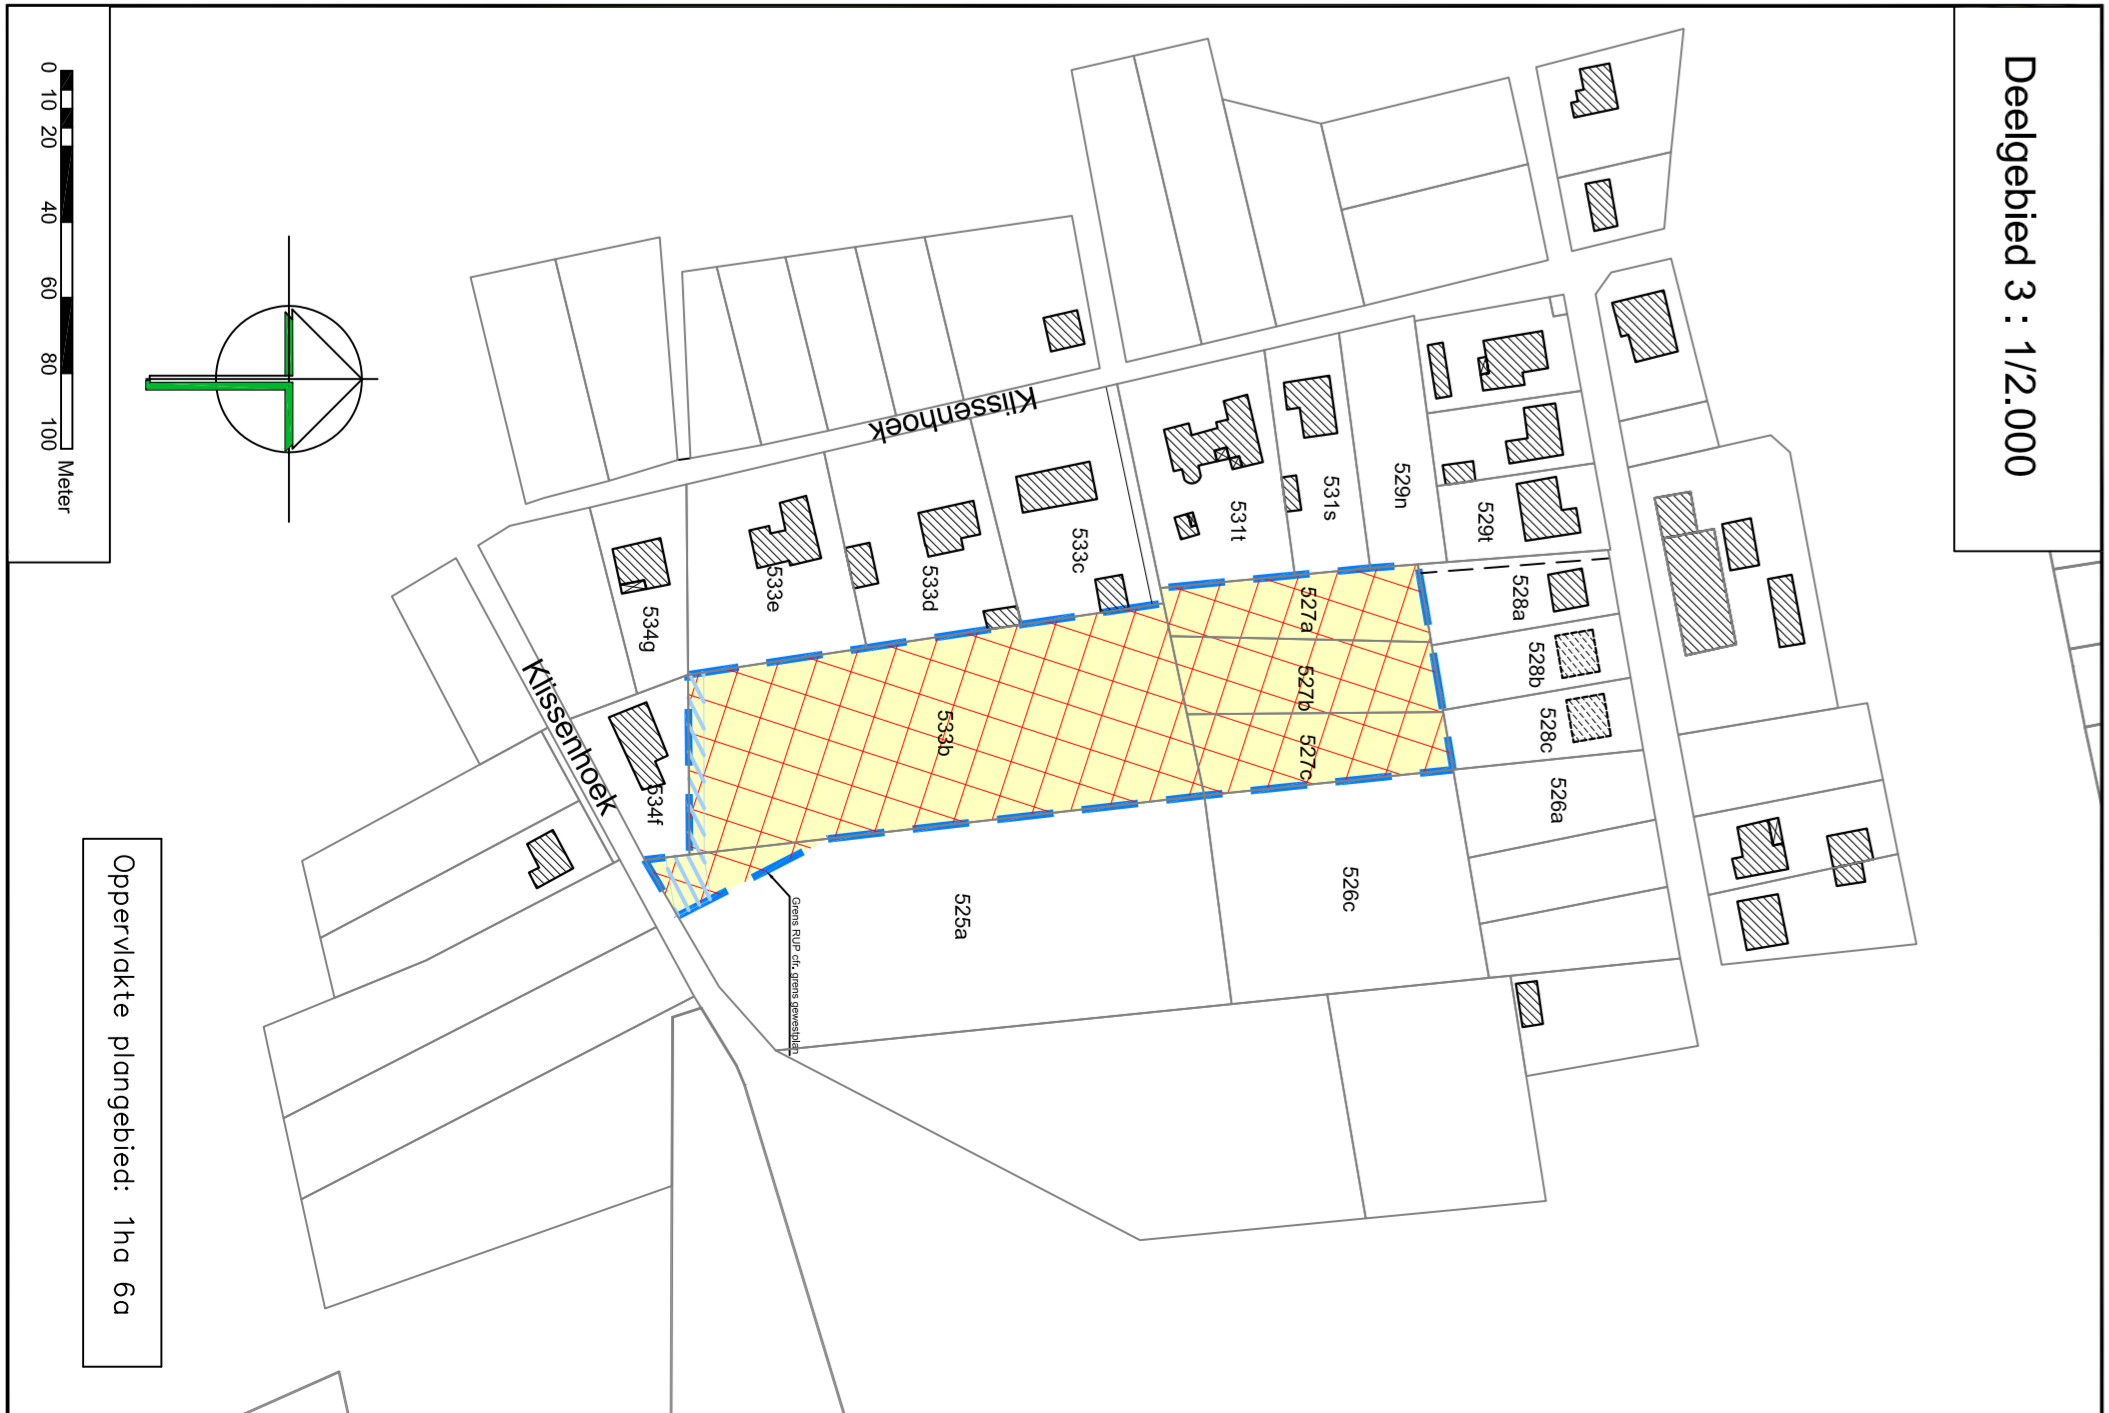 Deelgebied 3 : 1/2.000
0 10 20 40 60 80 100 Meter
Klisssenhoek
Klissenhoek
529n
529t
531s
531t
533c
533d
533e
534g
534f
528a
528b
528c
527a
527b
527c
533b
526a
526c
525a
Grens RUP cfr. grens gewestplan
Oppervlakte plangebied: 1ha 6a